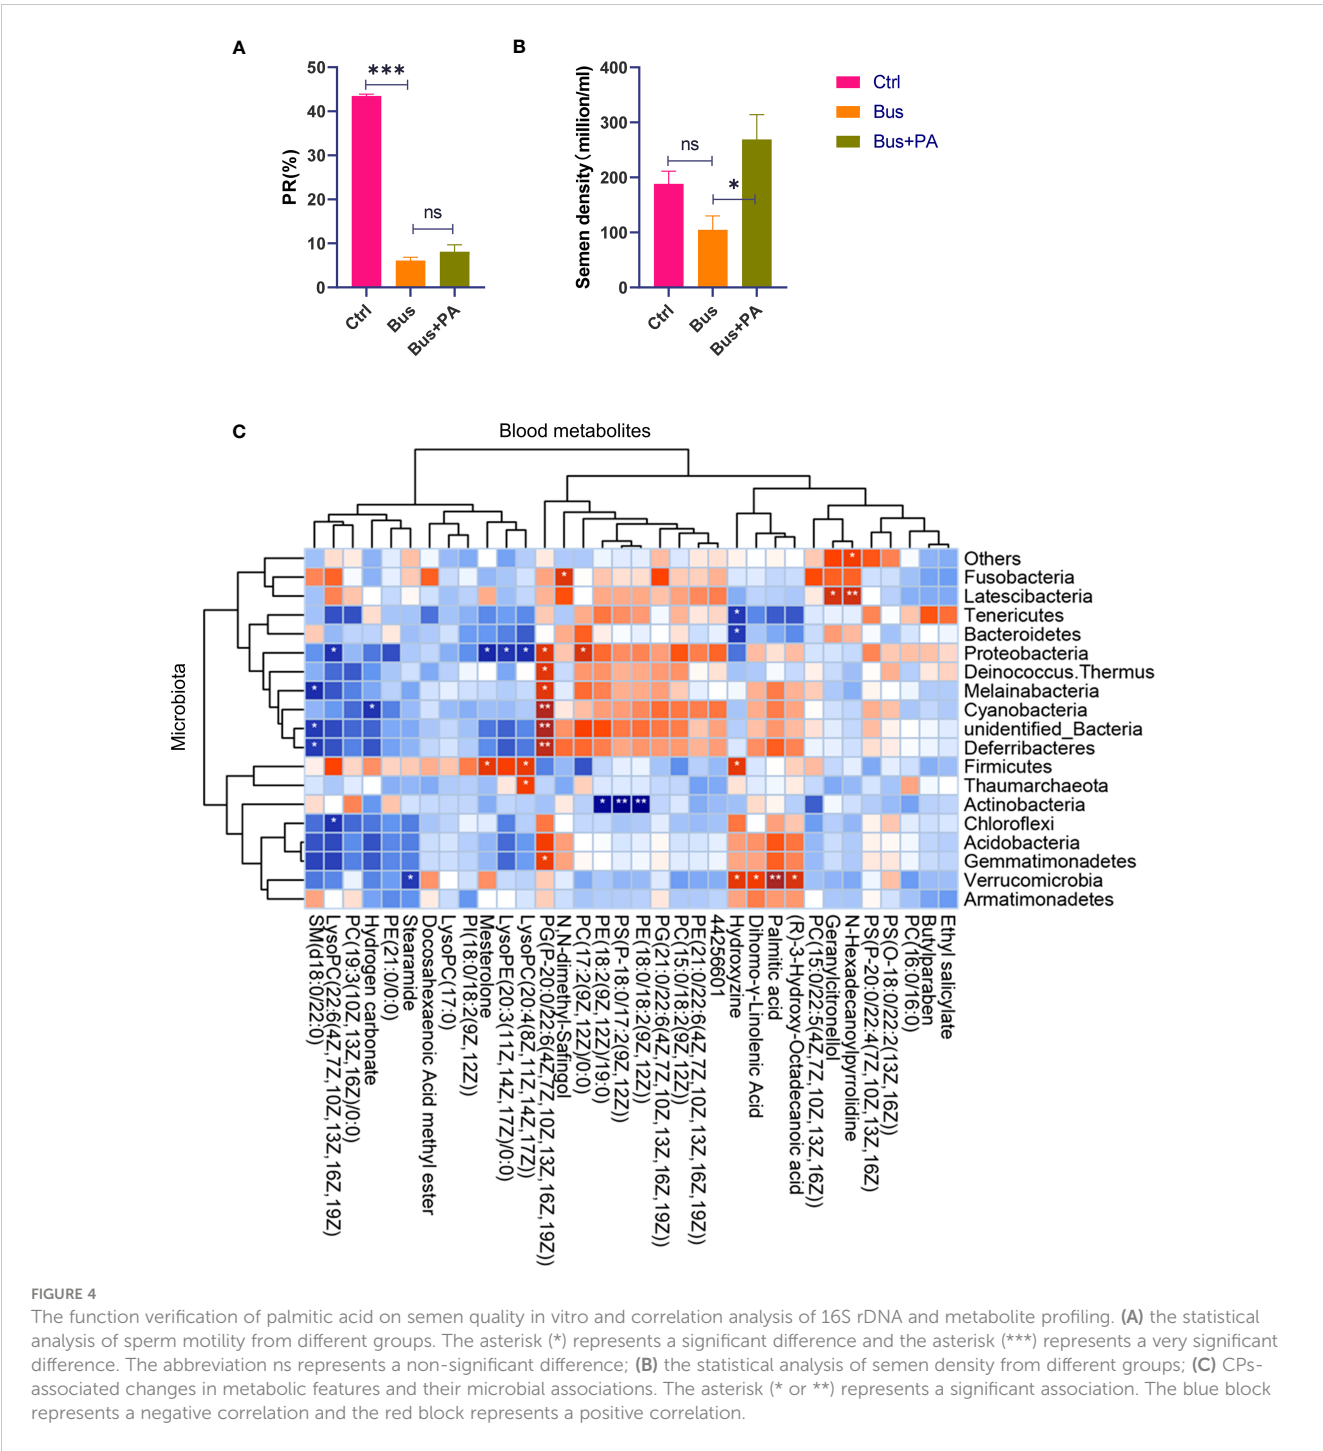 A
PR(%)
50
40
30
20
10
0
***
ns
Ctrl
Bus
Bus+PA
B
Semen density (million/ml)
400
300
200
100
0
ns
*
Ctrl
Bus
Bus+PA
Ctrl
Bus
Bus+PA
C
Blood metabolites
Microbiota
Others
Fusobacteria
Latescibacteria
Tenericutes
Bacteroidetes
Proteobacteria
Deinococcus.Thermus
Melainabacteria
Cyanobacteria
unidentified_Bacteria
Deferribacteres
Firmicutes
Thaumarchaeota
Actinobacteria
Chloroflexi
Acidobacteria
Gemmatimonadetes
Verrucomicrobia
Armatimonadetes
SM(d18:0/22:0)
LysoPC(22:6(4Z,7Z,10Z,13Z,16Z,19Z)
PC(19:3(10Z,13Z,16Z)/0:0)
Hydrogen carbonate
PE(21:0/0:0)
Stearamide
Docosahexaenoic Acid methyl ester
LysoPC(17:0)
PI(18:0/18:2(9Z,12Z))
Mesterolone
LysoPE(20:3(11Z,14Z,17Z)/0:0)
LysoPC(20:4(8Z,11Z,14Z,17Z))
PG(P-20:0/22:6(4Z,7Z,10Z,13Z,16Z,19Z))
N,N-dimethyl-Safingol
PC(17:2(9Z,12Z)/0:0)
PE(18:2(9Z,12Z)/19:0)
PS(P-18:0/17:2(9Z,12Z))
PE(18:0/18:2(9Z,12Z))
PG(21:0/22:6(4Z,7Z,10Z,13Z,16Z,19Z))
PC(15:0/18:2(9Z,12Z))
PE(21:0/22:6(4Z,7Z,10Z,13Z,16Z,19Z))
44256601
Hydroxyzine
Dihomo-γ-Linolenic Acid
Palmitic acid
(R)-3-Hydroxy-Octadecanoic acid
PC(15:0/22:5(4Z,7Z,10Z,13Z,16Z))
Geranylcitronellol
N-Hexadecanoylpyrrolidine
PS(P-20:0/22:4(7Z,10Z,13Z,16Z)
PS(O-18:0/22:2(13Z,16Z))
PC(16:0/16:0)
Butylparaben
Ethyl salicylate
FIGURE 4
The function verification of palmitic acid on semen quality in vitro and correlation analysis of 16S rDNA and metabolite profiling. (A) the statistical
analysis of sperm motility from different groups. The asterisk (*) represents a significant difference and the asterisk (***) represents a very significant
difference. The abbreviation ns represents a non-significant difference; (B) the statistical analysis of semen density from different groups; (C) CPs-
associated changes in metabolic features and their microbial associations. The asterisk (* or **) represents a significant association. The blue block
represents a negative correlation and the red block represents a positive correlation.